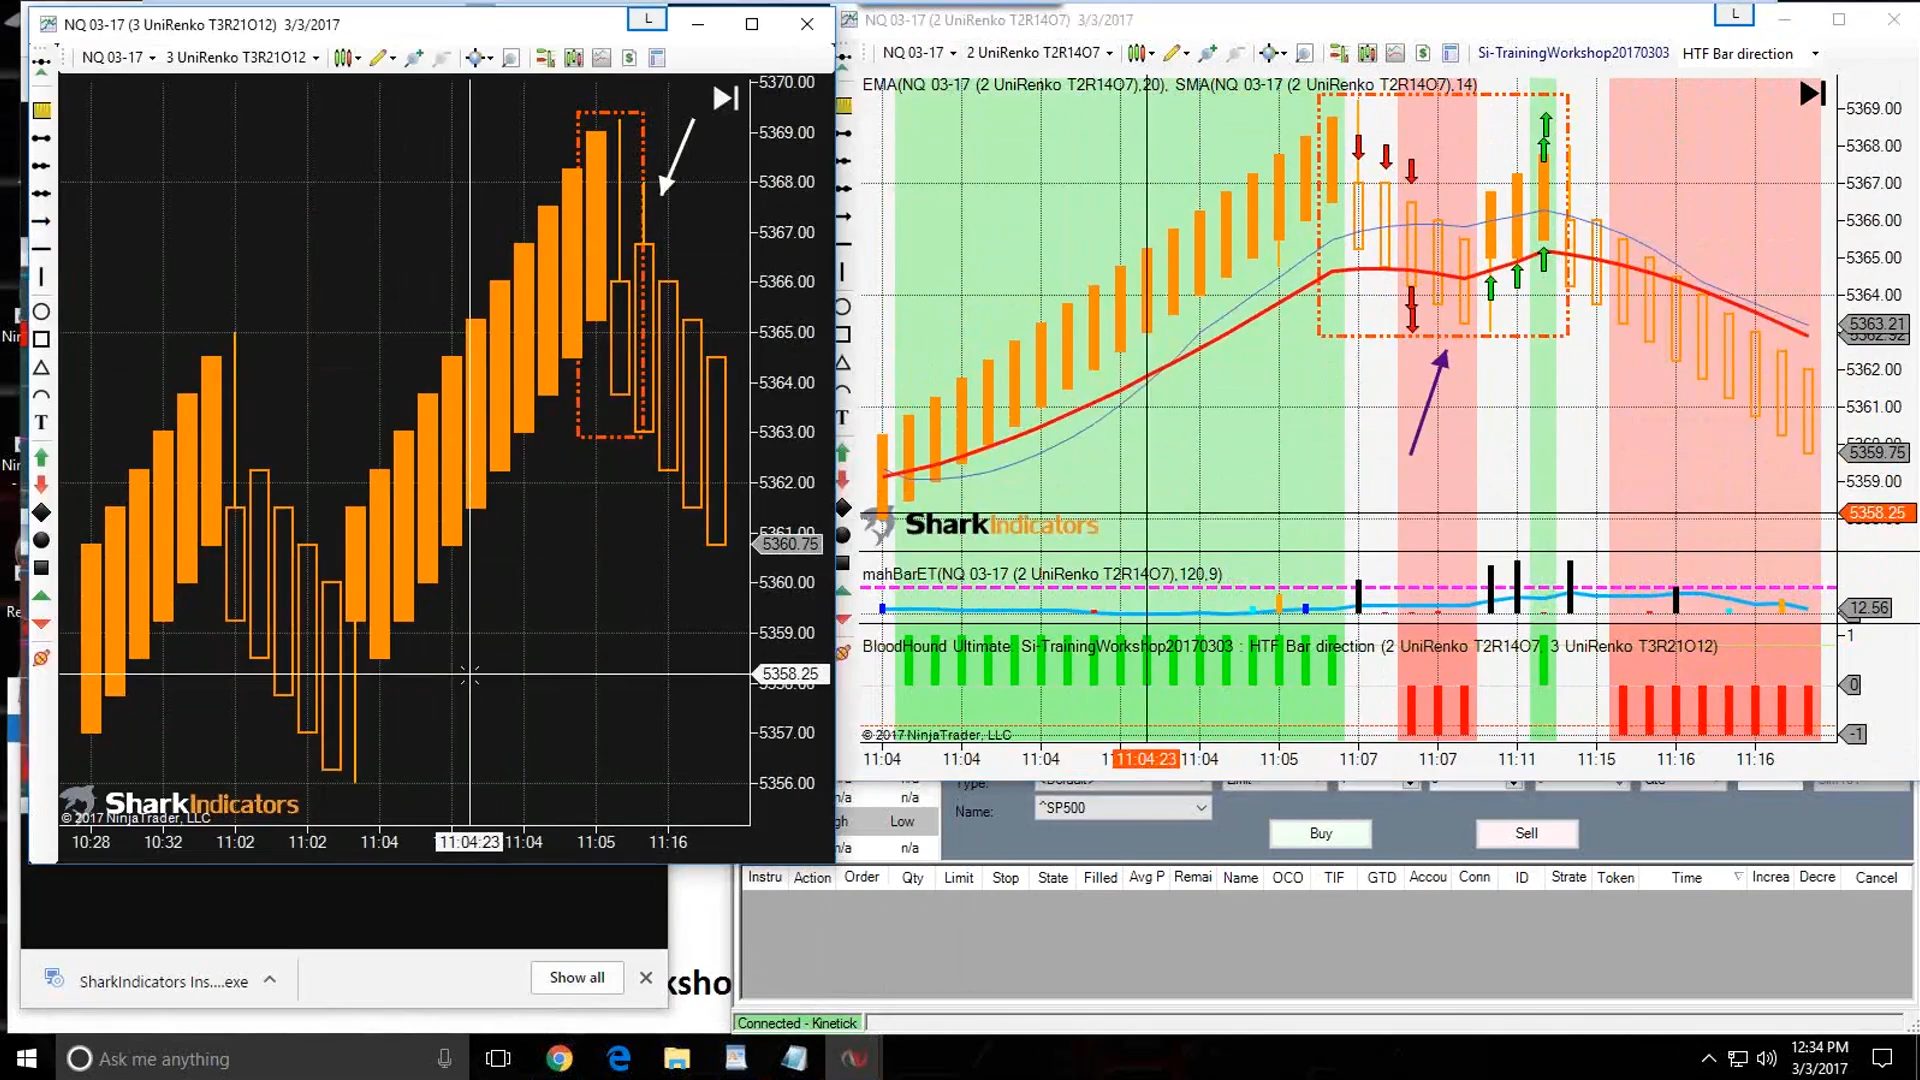 NQ 03-17 (3 UniRenko T3R21O12)  3/3/2017
L
NQ 03-17
3 UniRenko T3R21O12
5370.00
5369.00
5368.00
5367.00
5366.00
5365.00
5364.00
5363.00
5362.00
5361.00
5360.75
5360.00
5359.00
5358.25
5357.00
5356.00
T
SharkIndicators
© 2017 NinjaTrader, LLC
10:28
10:32
11:02
11:02
11:04
11:04:23
11:04
11:05
11:16
NQ 03-17 (2 UniRenko T2R14O7)  3/3/2017
L
NQ 03-17
2 UniRenko T2R14O7
Si-TrainingWorkshop20170303
HTF Bar direction
EMA(NQ 03-17 (2 UniRenko T2R14O7),20), SMA(NQ 03-17 (2 UniRenko T2R14O7),14)
5369.00
5368.00
5367.00
5366.00
5365.00
5364.00
5363.21
5362.92
5362.00
5361.00
5359.75
5359.00
5358.25
T
SharkIndicators
mahBarET(NQ 03-17 (2 UniRenko T2R14O7),120,9)
12.56
BloodHound Ultimate: Si-TrainingWorkshop20170303 : HTF Bar direction (2 UniRenko T2R14O7, 3 UniRenko T3R21O12)
1
0
-1
© 2017 NinjaTrader, LLC
11:04
11:04
11:04
11:04:23
11:04
11:05
11:07
11:07
11:11
11:15
11:16
11:16
Type:
n/a
n/a
Name:
^SP500
Low
n/a
Buy
Sell
Instru Action Order Qty Limit Stop State Filled Avg P Remai Name OCO TIF GTD Accou Conn ID Strate Token Time Increa Decre Cancel
SharkIndicators Ins....exe
Show all
ksho
Connected - Kinetick
Ask me anything
12:34 PM
3/3/2017